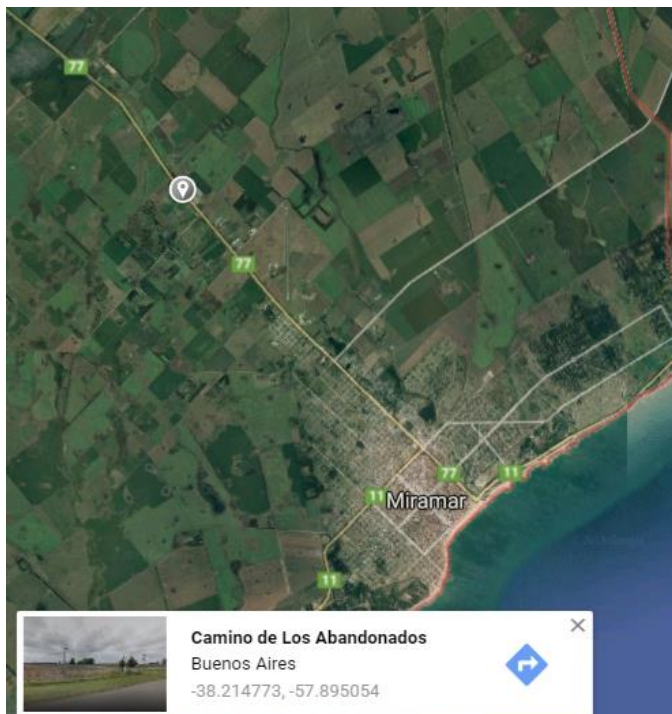 77
77
77
11
11
Miramar
11
Camino de Los Abandonados
Buenos Aires
-38.214773, -57.895054